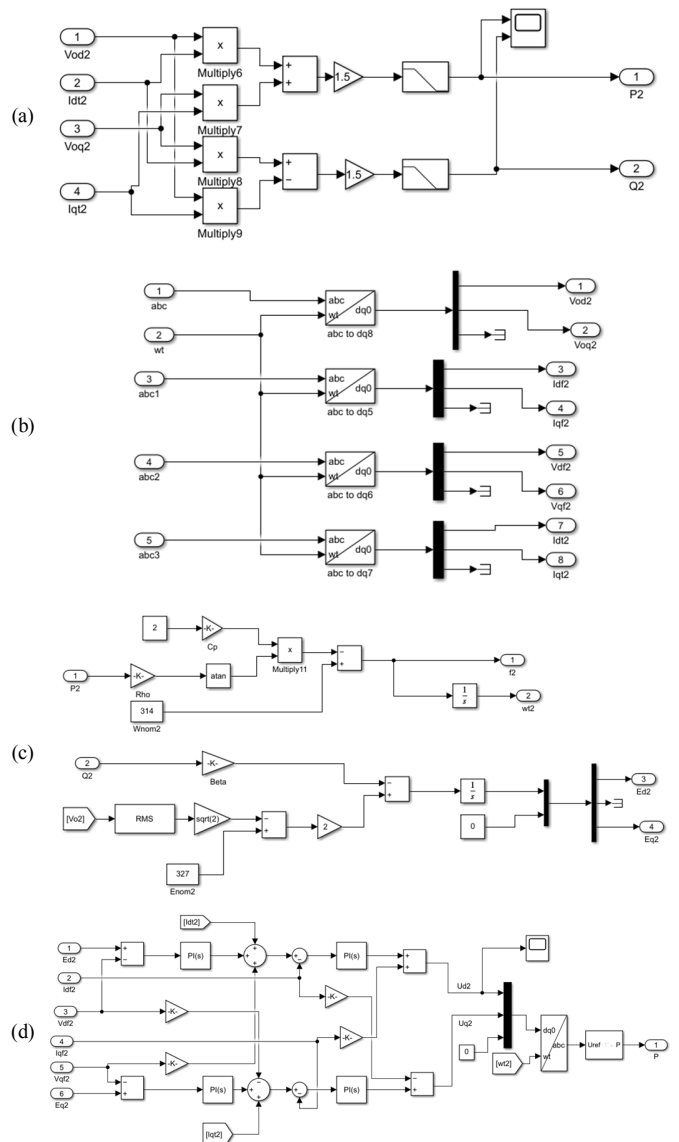 (a)
1
Vod2
2
Idt2
3
Voq2
4
Iqt2
x
Multiply6
x
Multiply7
x
Multiply8
x
Multiply9
+
+
+
−
1.5
1.5
1
P2
2
Q2
(b)
1
abc
2
wt
3
abc1
4
abc2
5
abc3
abc
wt
dq0
abc to dq8
abc
wt
dq0
abc to dq5
abc
wt
dq0
abc to dq6
abc
wt
dq0
abc to dq7
1
Vod2
2
Voq2
3
Idf2
4
Iqf2
5
Vdf2
6
Vqf2
7
Idt2
8
Iqt2
(c)
2
-K-
Cp
1
P2
-K-
Rho
atan
x
Multiply11
314
Wnom2
−
+
1
s
1
f2
2
wt2
2
Q2
-K-
Beta
[Vo2]
RMS
sqrt(2)
−
+
2
327
Enom2
−
+
1
s
0
3
Ed2
4
Eq2
(d)
[Idt2]
1
Ed2
2
Idf2
3
Vdf2
4
Iqf2
5
Vqf2
6
Eq2
+
−
PI(s)
+
+
+
+
−
PI(s)
+
+
-K-
-K-
-K-
-K-
−
+
PI(s)
−
+
+
+
−
PI(s)
−
+
[Iqt2]
Ud2
Uq2
0
[wt2]
dq0
wt
abc
Uref
P
1
P